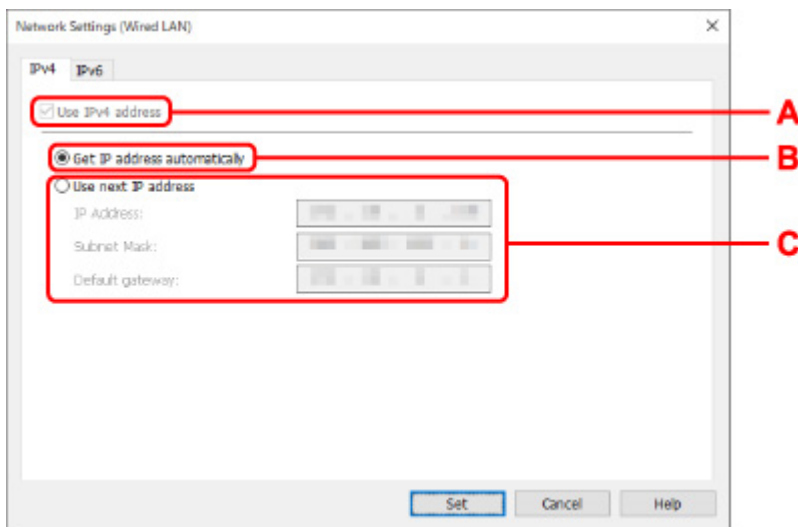 Network Settings (Wired LAN)
IPv4 IPv6
Use IPv4 address
A
Get IP address automatically
B
Use next IP address
IP Address:
Subnet Mask:
C
Default gateway:
Set Cancel Help